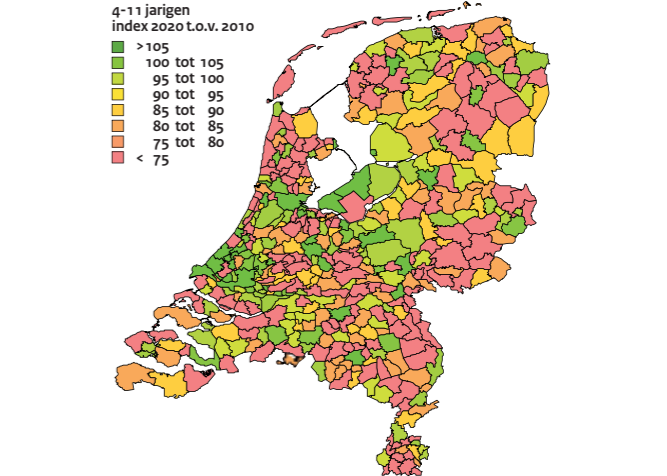 4-11 jarigen
index 2020 t.o.v. 2010
>105
100 tot 105
95 tot 100
90 tot 95
85 tot 90
80 tot 85
75 tot 80
< 75